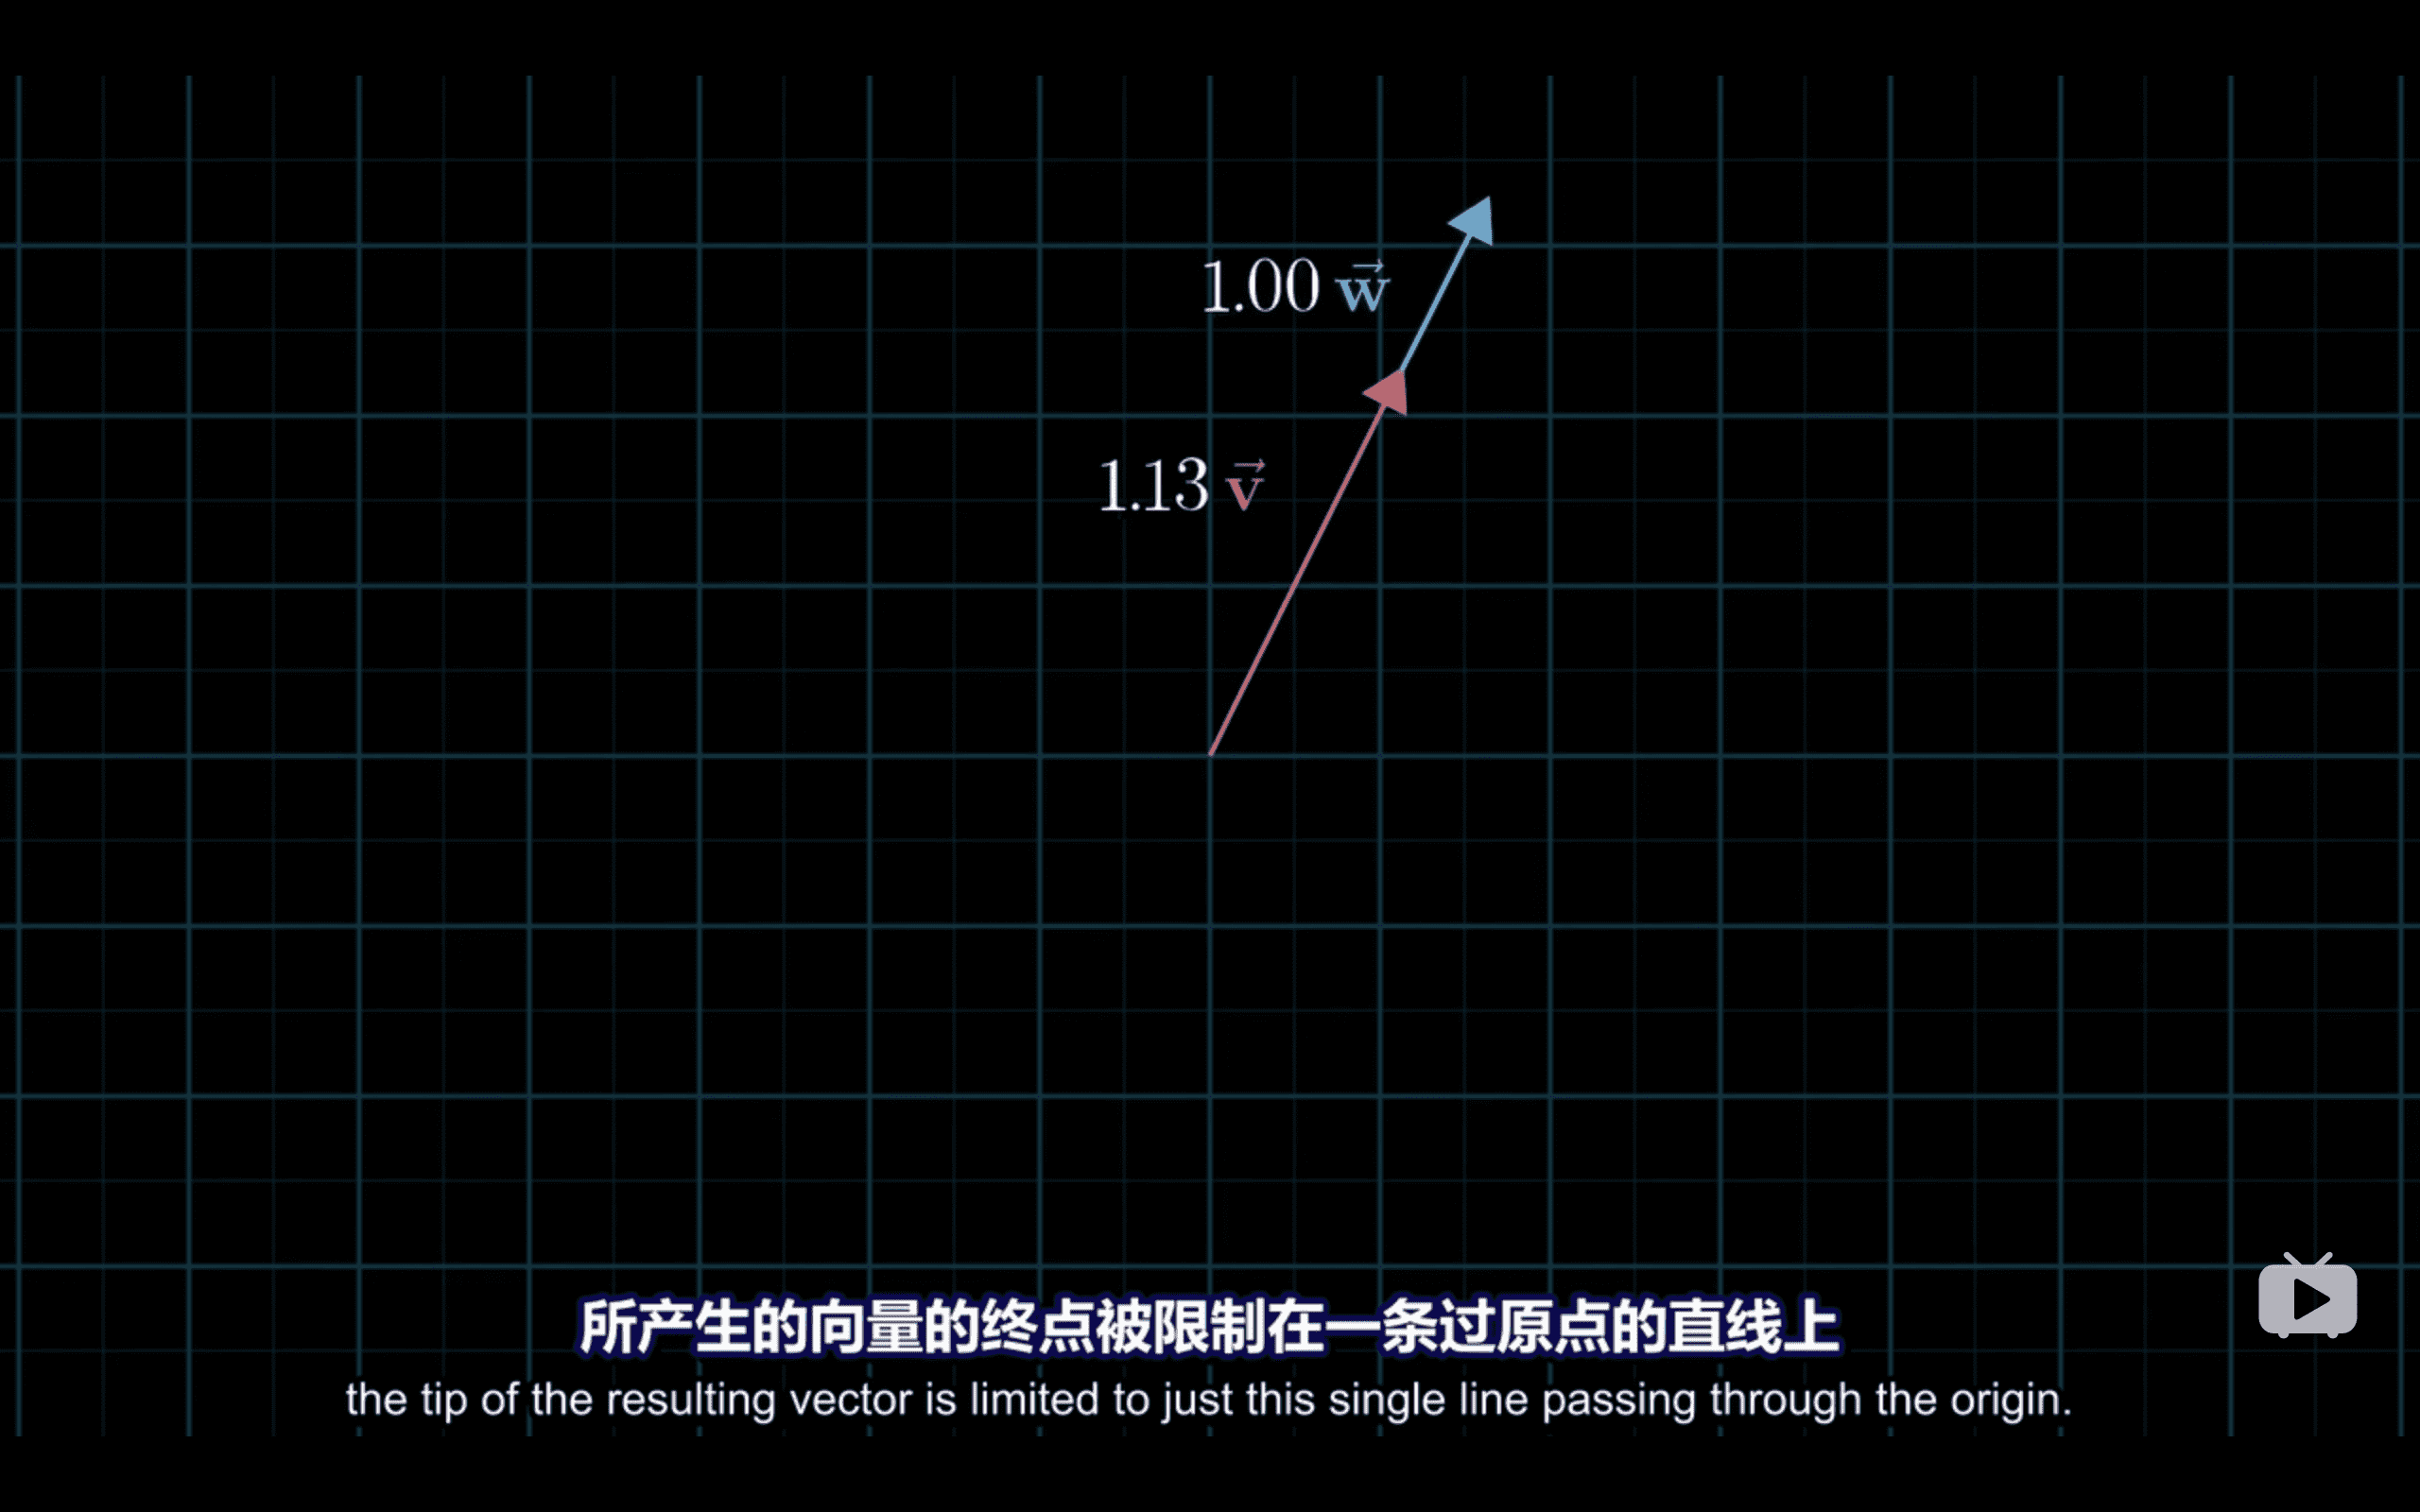 1.00 w⃗
1.13 v⃗
所产生的向量的终点被限制在一条过原点的直线上
the tip of the resulting vector is limited to just this single line passing through the origin.